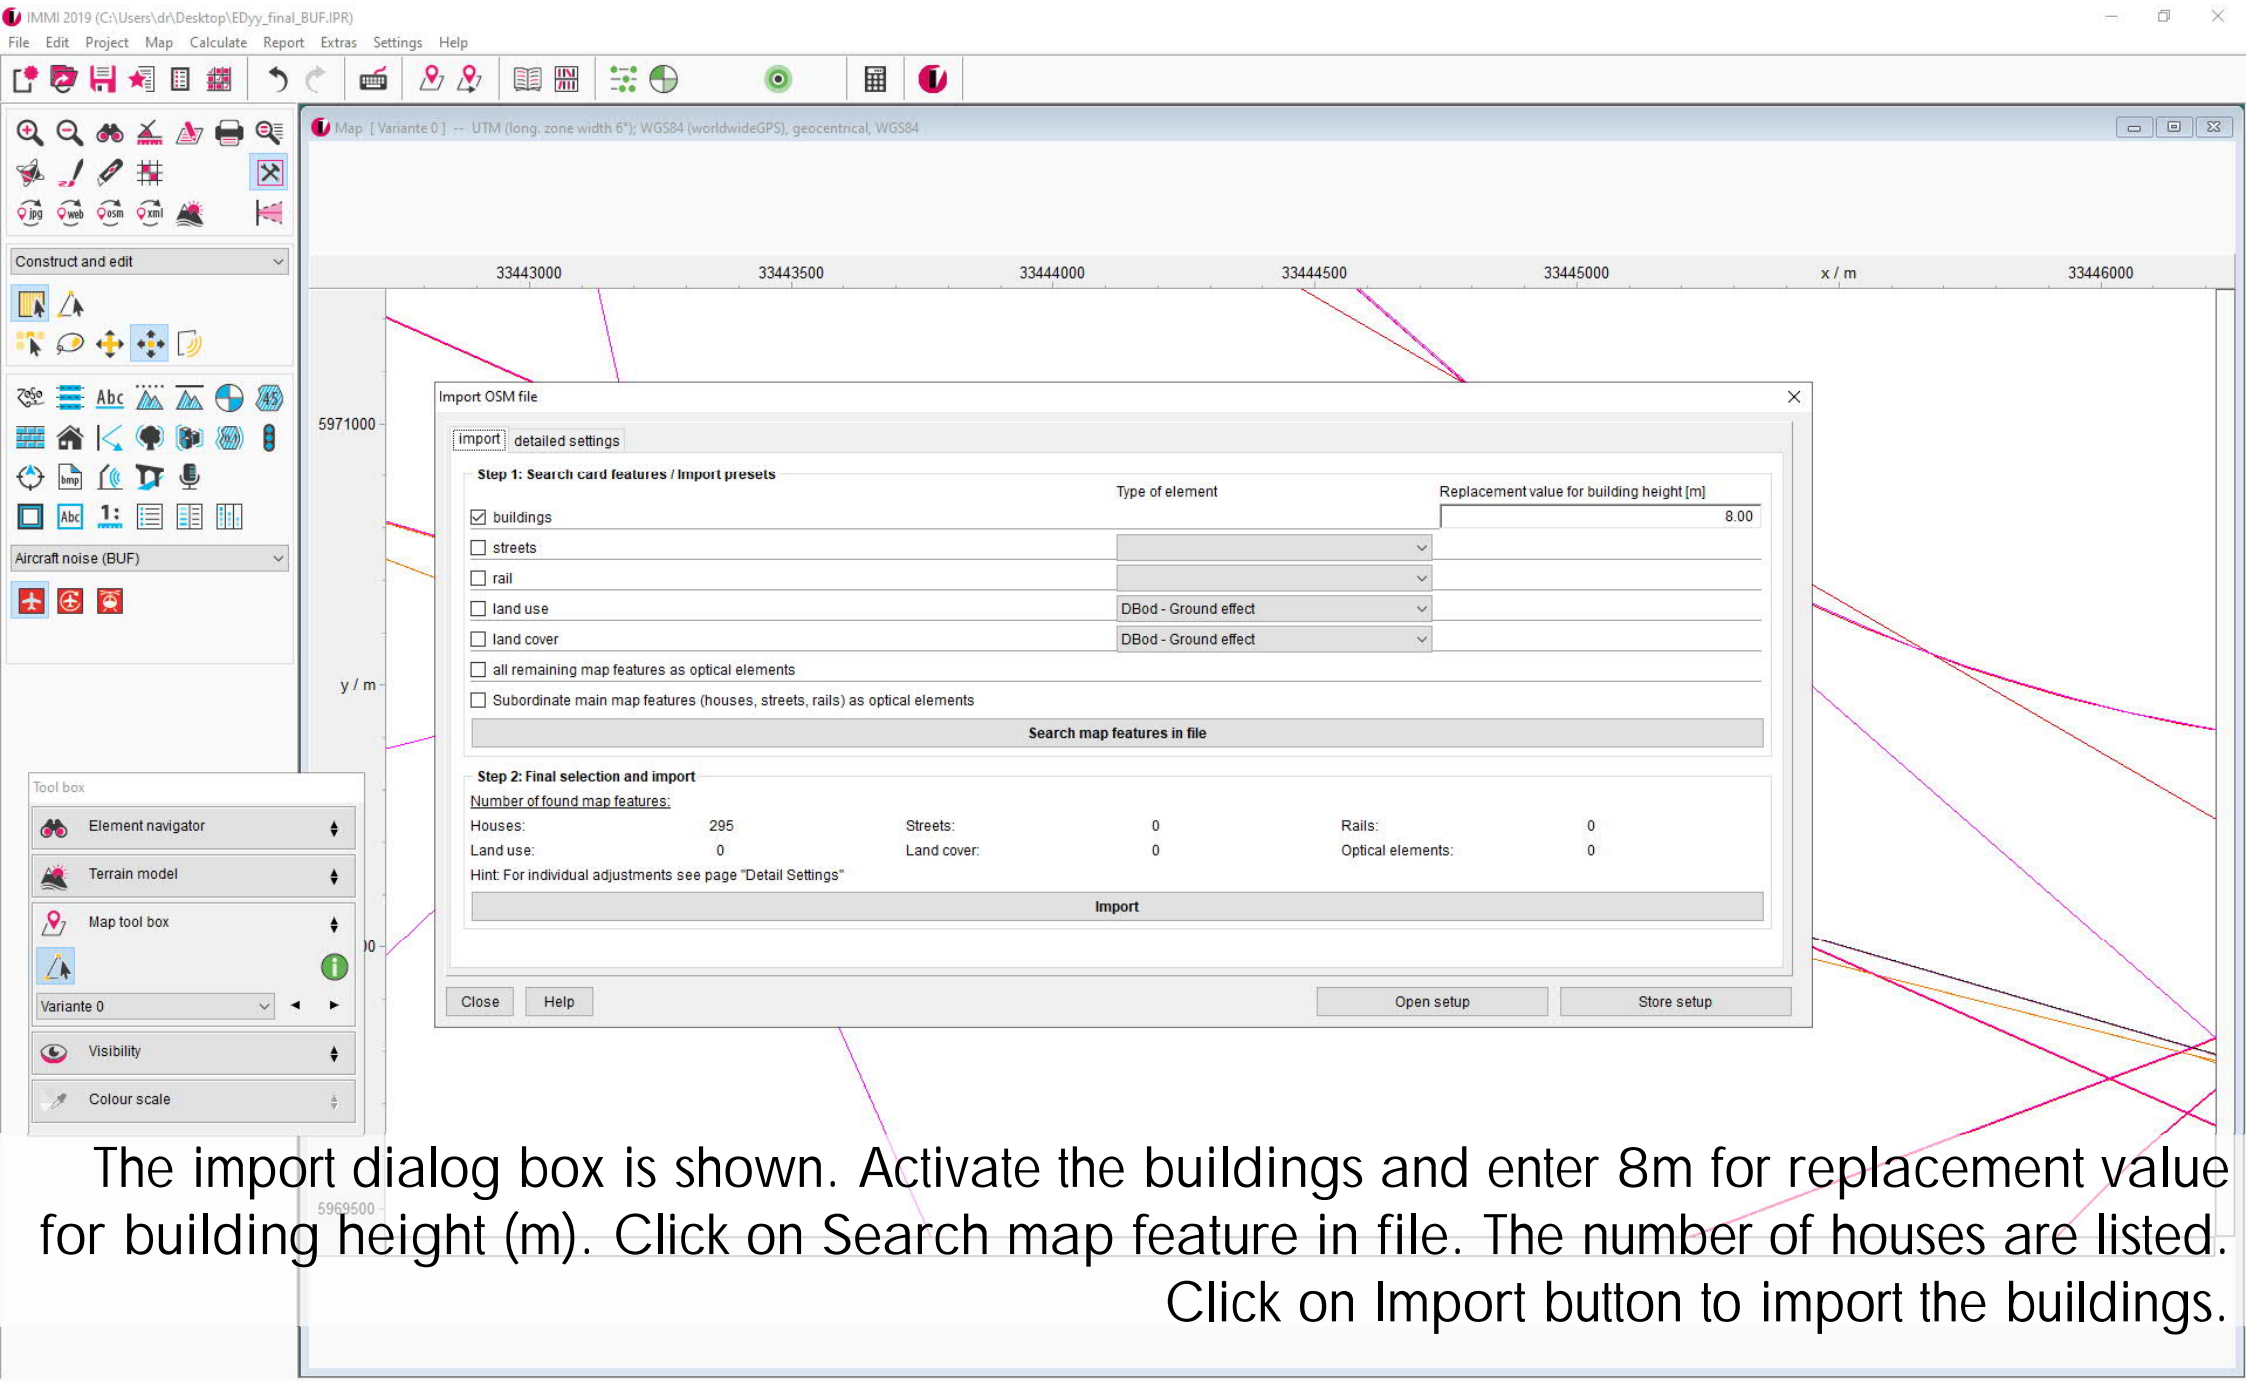 IMMI 2019 (C:\Users\dr\Desktop\EDyy_final_BUF.IPR)
File Edit Project Map Calculate Report Extras Settings Help
Map [ Variante 0 ] -- UTM (long. zone width 6°); WGS84 (worldwideGPS), geocentrical, WGS84
jpg web osm xml
Construct and edit
33443000 33443500 33444000 33444500 33445000 x / m 33446000
Abc
5971000
bmp
Abc 1:
Aircraft noise (BUF)
y / m
Import OSM file
import detailed settings
Step 1: Search card features / Import presets
Type of element Replacement value for building height [m]
buildings 8.00
streets
rail
land use DBod - Ground effect
land cover DBod - Ground effect
all remaining map features as optical elements
Subordinate main map features (houses, streets, rails) as optical elements
Search map features in file
Step 2: Final selection and import
Number of found map features:
Houses: 295 Streets: 0 Rails: 0
Land use: 0 Land cover: 0 Optical elements: 0
Hint: For individual adjustments see page "Detail Settings"
Import
Close Help Open setup Store setup
Tool box
Element navigator
Terrain model
Map tool box
Variante 0
Visibility
Colour scale
5969500
The import dialog box is shown. Activate the buildings and enter 8m for replacement value
for building height (m). Click on Search map feature in file. The number of houses are listed.
Click on Import button to import the buildings.